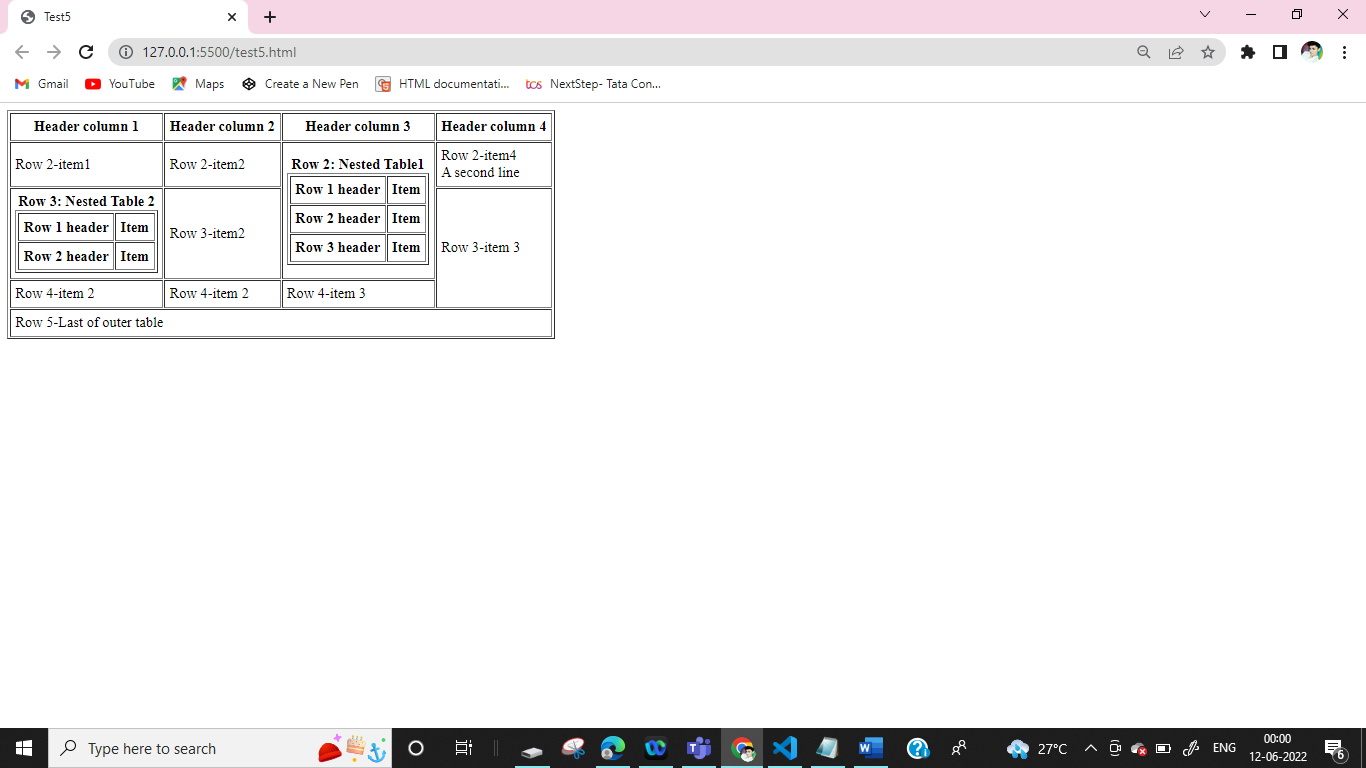 Test5
127.0.0.1:5500/test5.html
Gmail YouTube Maps Create a New Pen HTML documentati... tcs NextStep- Tata Con...
Header column 1 Header column 2 Header column 3 Header column 4
Row 2-item1 Row 2-item2
Row 2: Nested Table1
Row 1 header Item
Row 2 header Item
Row 3 header Item
Row 2-item4
A second line
Row 3: Nested Table 2
Row 1 header Item
Row 2 header Item
Row 3-item2
Row 3-item 3
Row 4-item 2 Row 4-item 2 Row 4-item 3
Row 5-Last of outer table
Type here to search
27°C
ENG
00:00
12-06-2022
6